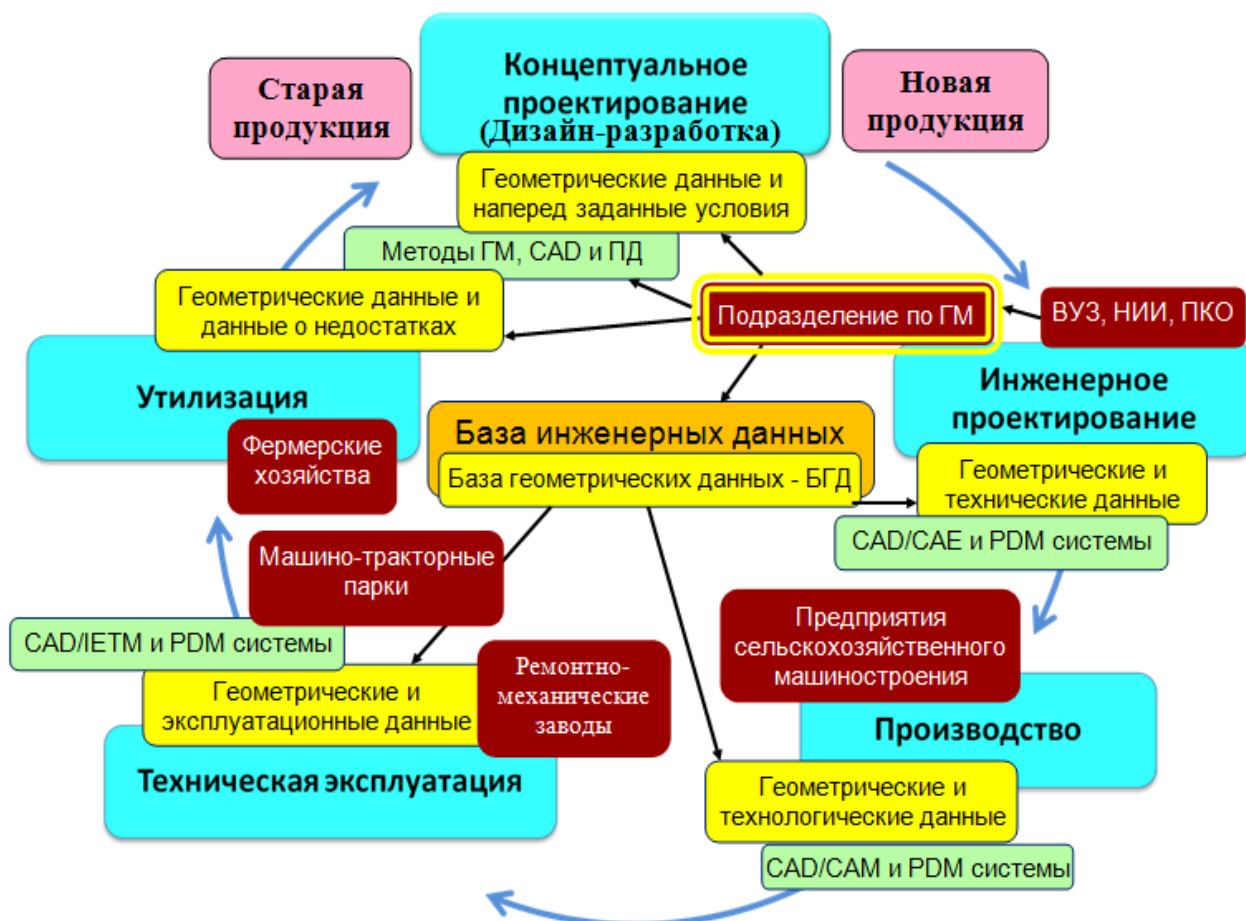 Концептуальное
проектирование
(Дизайн-разработка)
Старая
продукция
Новая
продукция
Геометрические данные и
наперед заданные условия
Методы ГМ, CAD и ПД
Геометрические данные и
данные о недостатках
Подразделение по ГМ
ВУЗ, НИИ, ПКО
Утилизация
Инженерное
проектирование
Фермерские
хозяйства
База инженерных данных
База геометрических данных - БГД
Геометрические и
технические данные
CAD/CAE и PDM системы
Машино-тракторные
парки
CAD/IETM и PDM системы
Предприятия
сельскохозяйственного
машиностроения
Геометрические и
эксплуатационные данные
Ремонтно-
механические
заводы
Производство
Техническая эксплуатация
Геометрические и
технологические данные
CAD/CAM и PDM системы